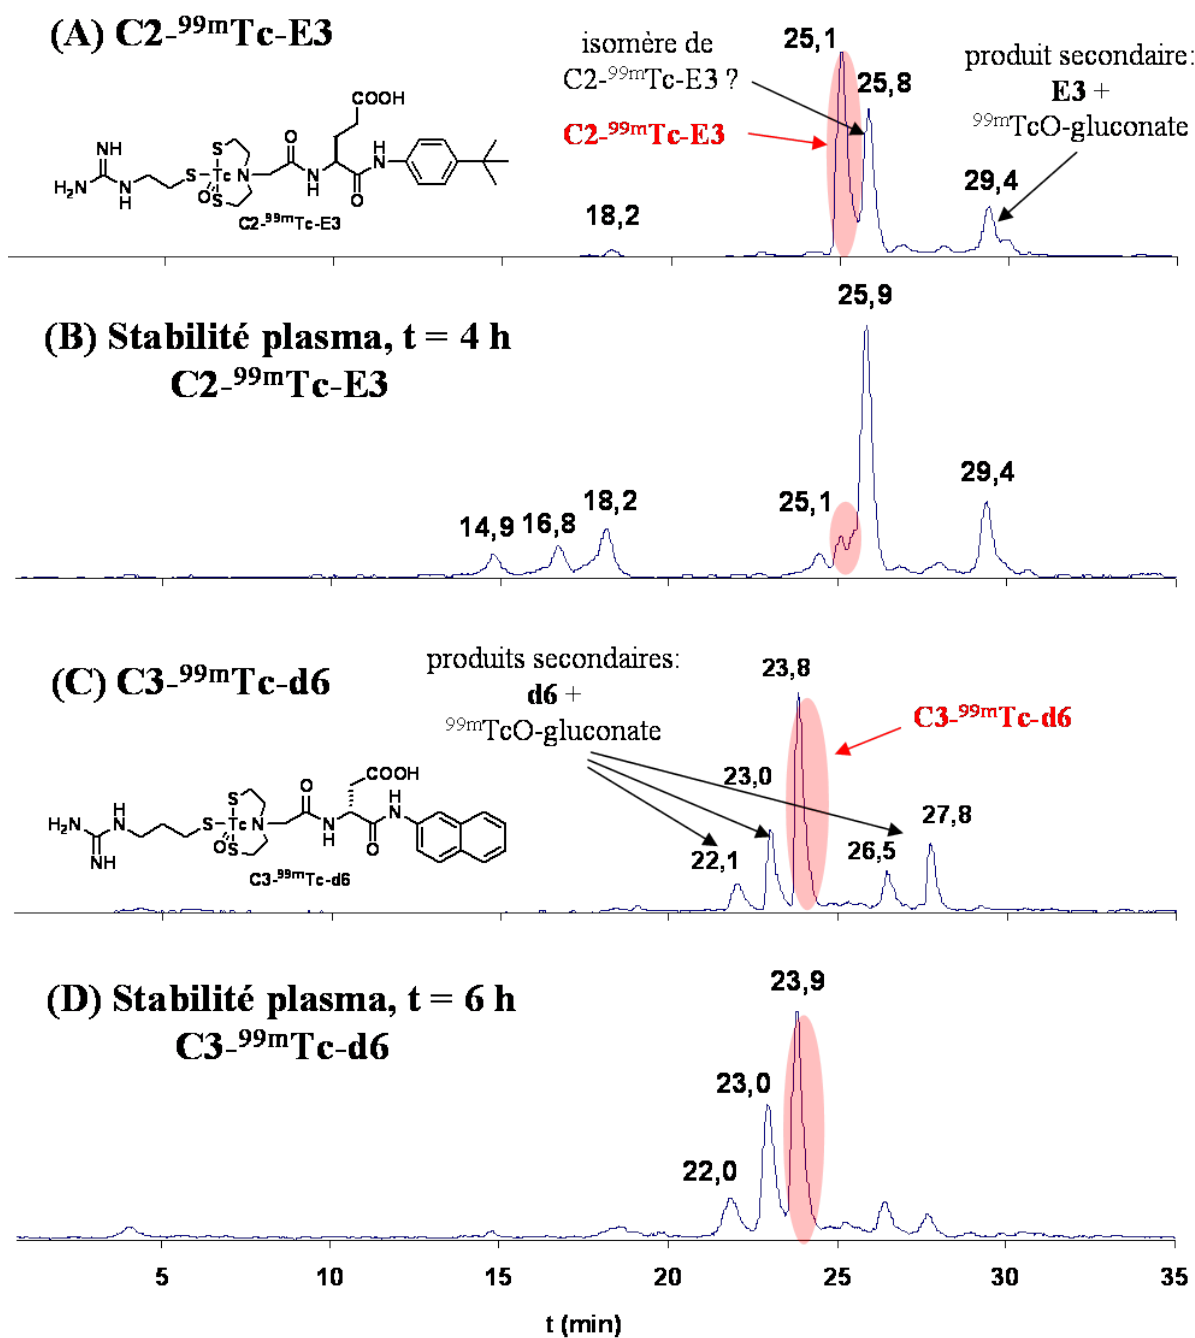 (A) C2-99mTc-E3
isomère de
C2-99mTc-E3 ?
C2-99mTc-E3
25,1
25,8
produit secondaire:
E3 +
99mTcO-gluconate
29,4
18,2
COOH
NH
H2N
N
H
S
S
Tc
N
O
S
O
N
H
H
N
O
C2-99mTc-E3
(B) Stabilité plasma, t = 4 h
C2-99mTc-E3
25,9
14,9
16,8
18,2
25,1
29,4
(C) C3-99mTc-d6
produits secondaires:
d6 +
99mTcO-gluconate
23,8
C3-99mTc-d6
23,0
22,1
26,5
27,8
COOH
H2N
H
N
NH
S
S
Tc
N
O
S
O
N
H
H
N
O
C3-99mTc-d6
(D) Stabilité plasma, t = 6 h
C3-99mTc-d6
23,9
23,0
22,0
5 10 15 20 25 30 35
t (min)